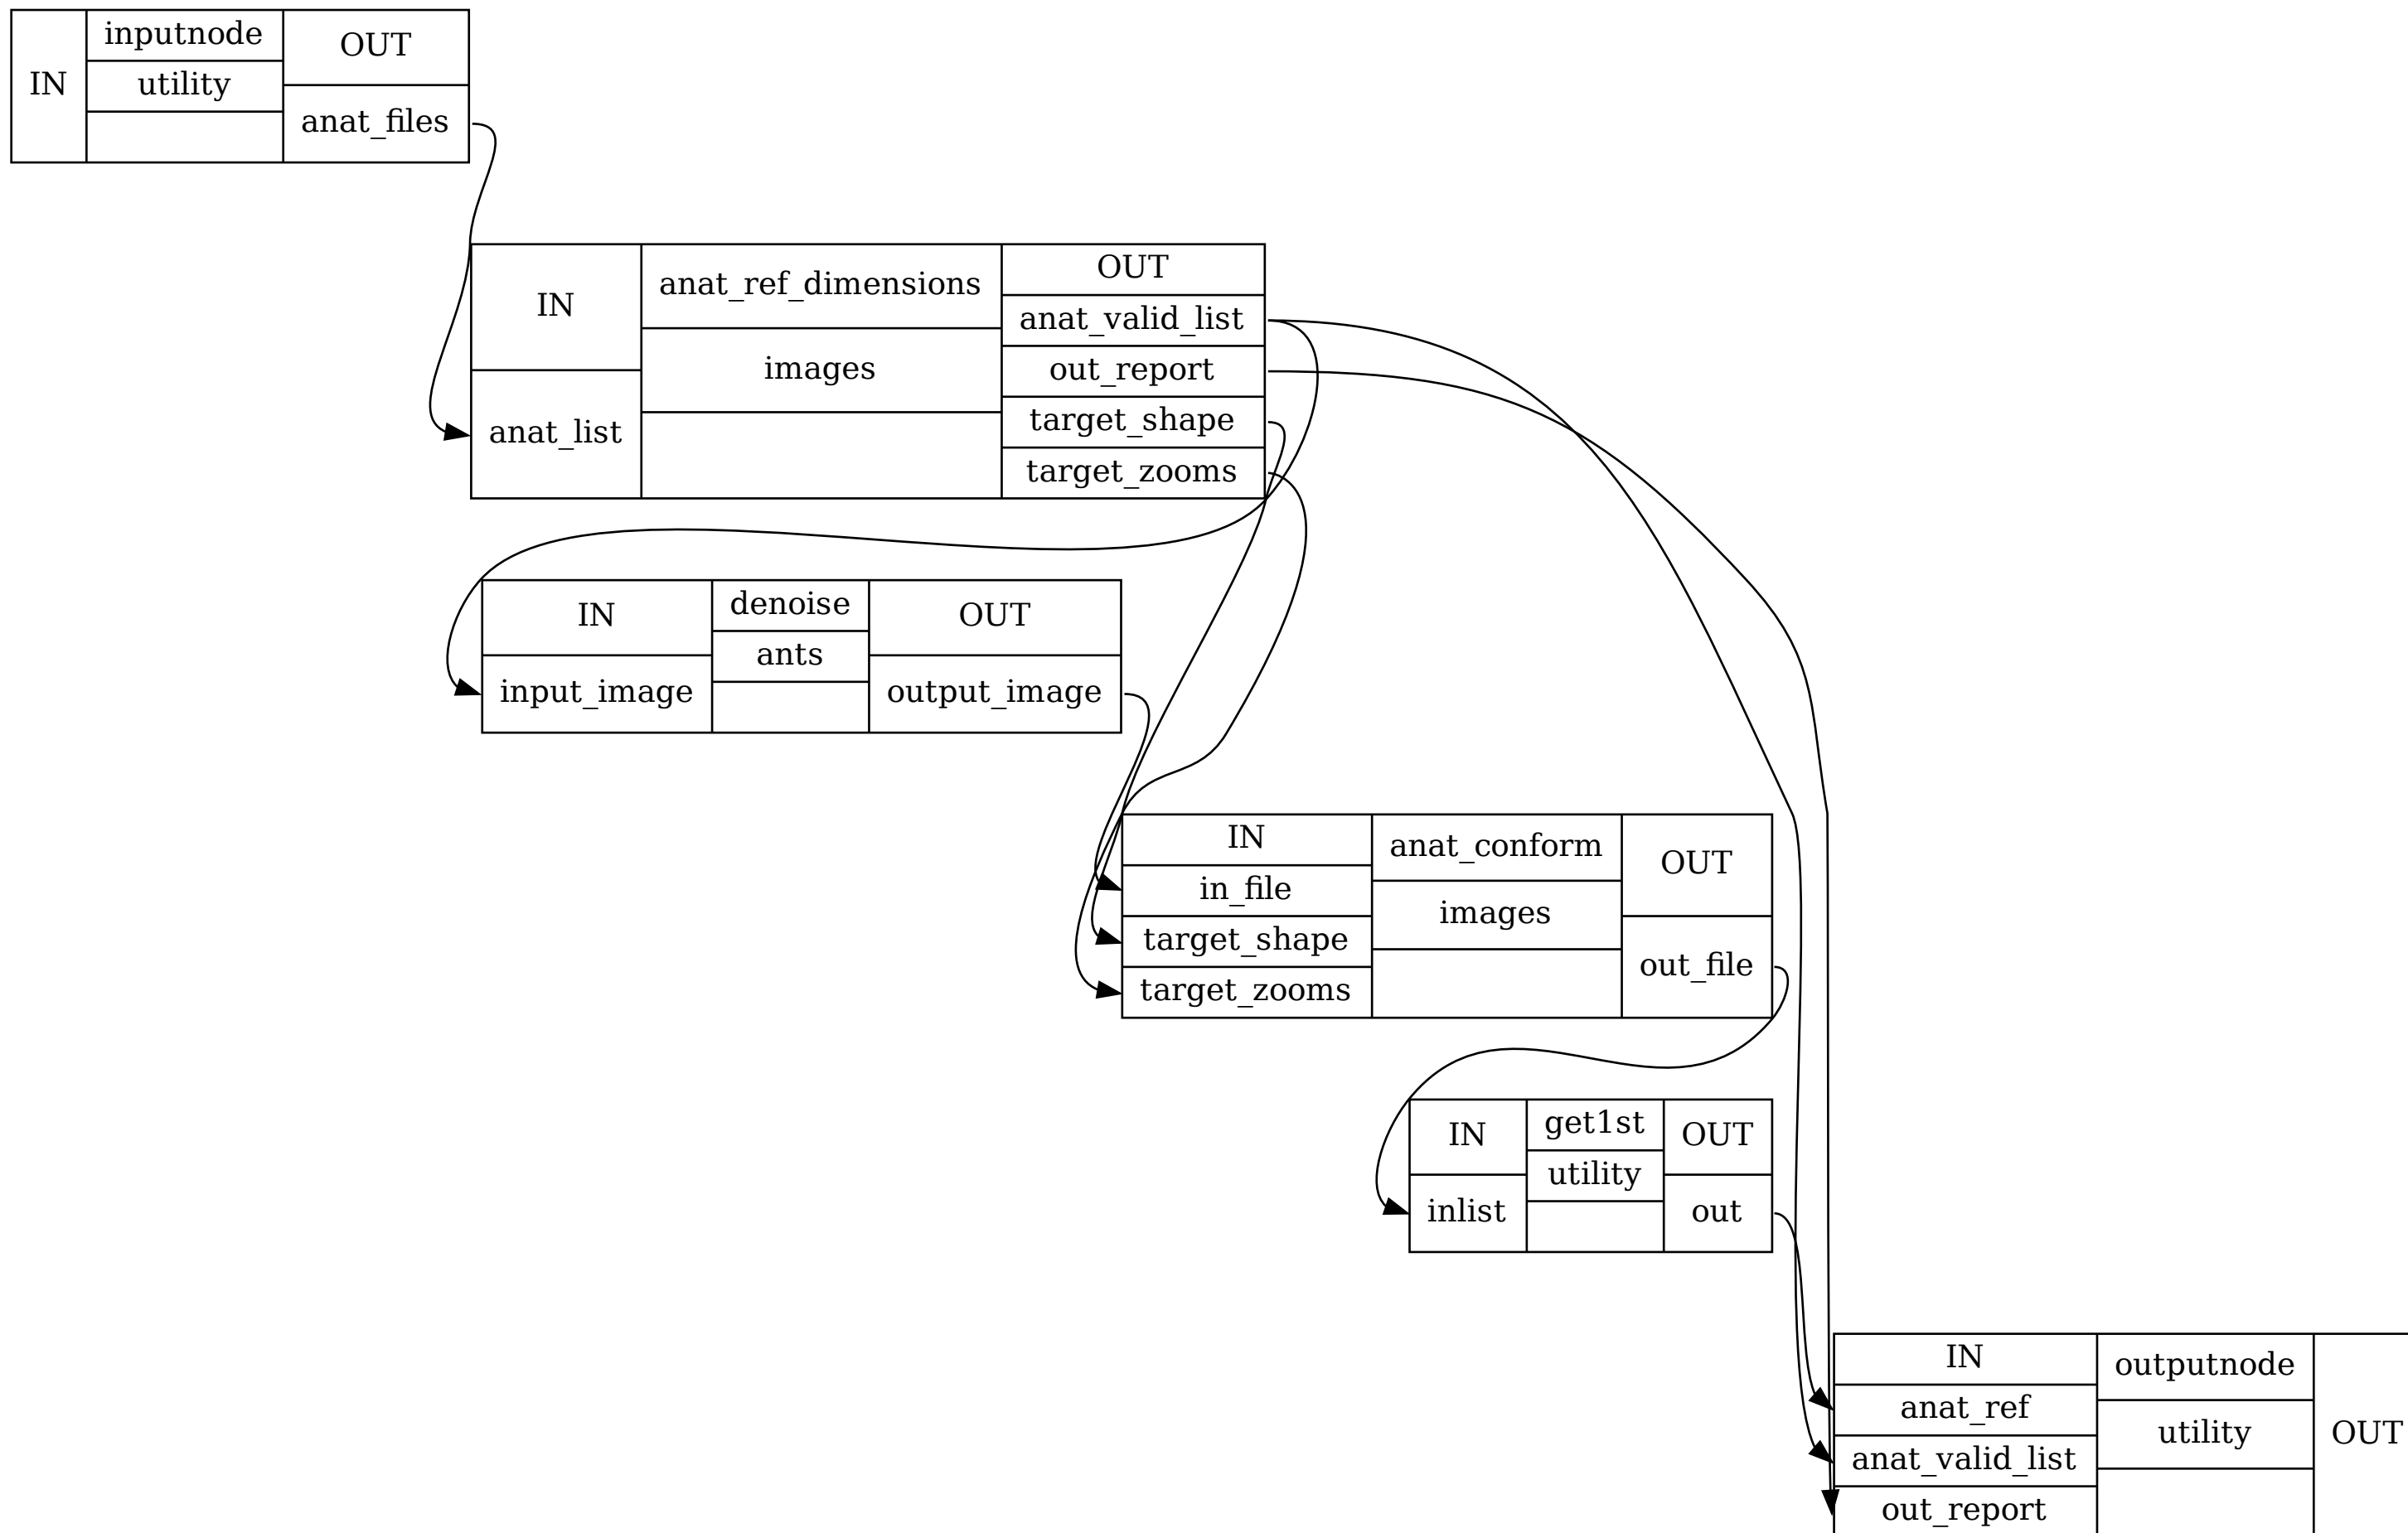 IN
inputnode
utility
OUT
anat_files
IN
anat_list
anat_ref_dimensions
images
OUT
anat_valid_list
out_report
target_shape
target_zooms
IN
input_image
denoise
ants
OUT
output_image
IN
in_file
target_shape
target_zooms
anat_conform
images
OUT
out_file
IN
inlist
get1st
utility
OUT
out
IN
anat_ref
anat_valid_list
out_report
outputnode
utility
OUT